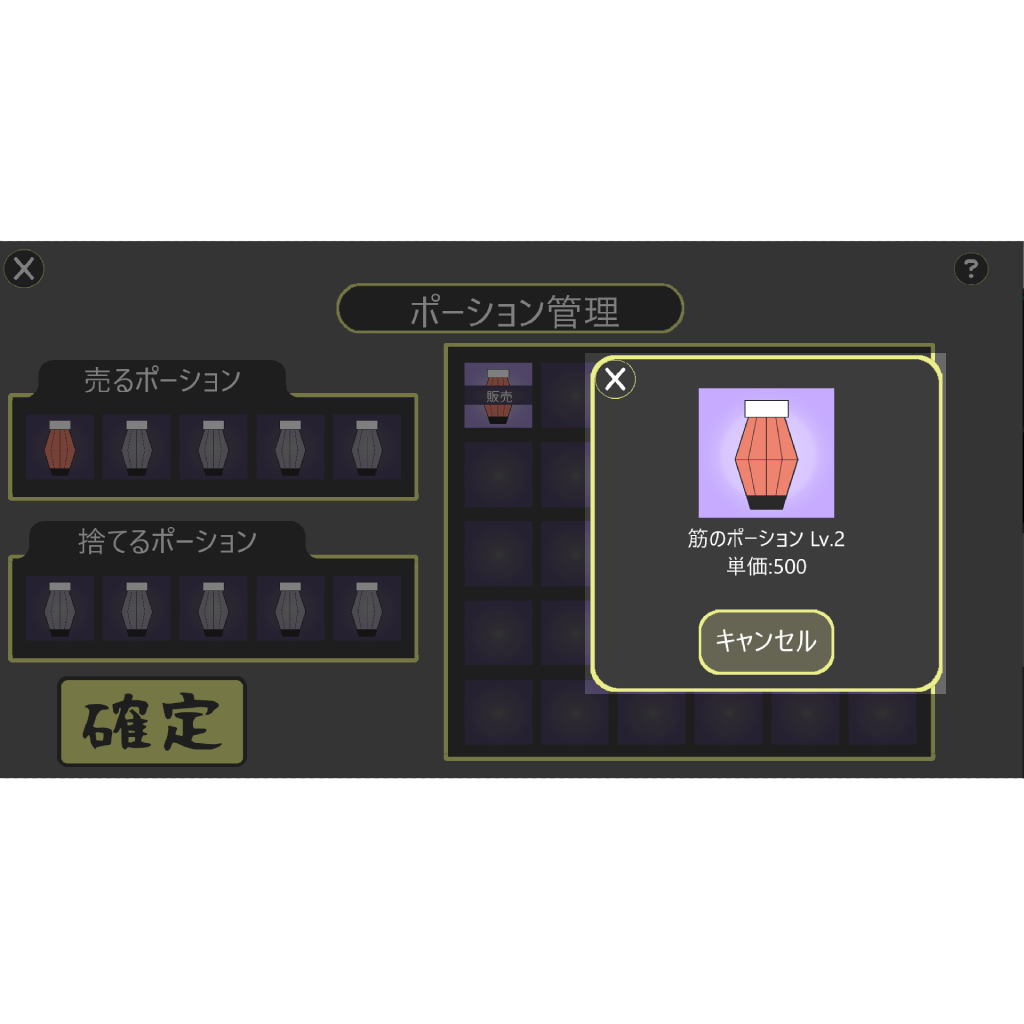 X
?
ポーション管理
売るポーション
販売
捨てるポーション
確定
X
筋のポーション Lv.2
単価:500
キャンセル